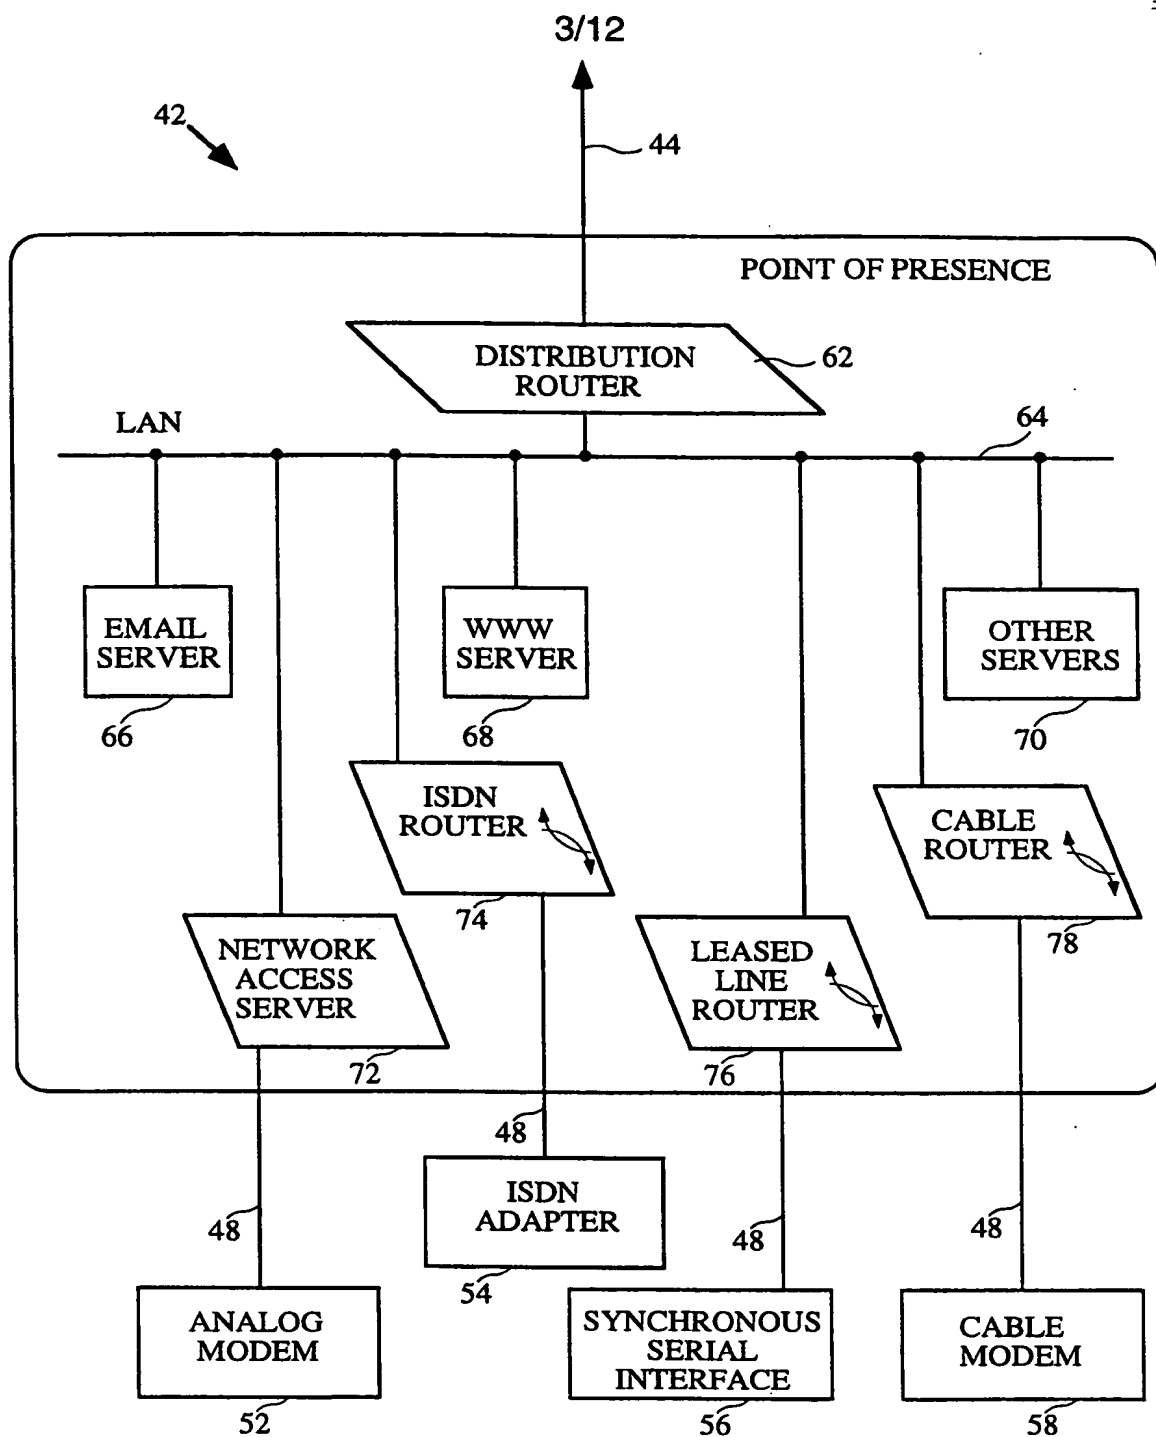 3/12
42
44
POINT OF PRESENCE
DISTRIBUTION
ROUTER
62
LAN
64
EMAIL
SERVER
66
WWW
SERVER
68
OTHER
SERVERS
70
ISDN
ROUTER
74
CABLE
ROUTER
78
NETWORK
ACCESS
SERVER
72
LEASED
LINE
ROUTER
76
48
ISDN
ADAPTER
54
48
48
48
ANALOG
MODEM
52
SYNCHRONOUS
SERIAL
INTERFACE
56
CABLE
MODEM
58